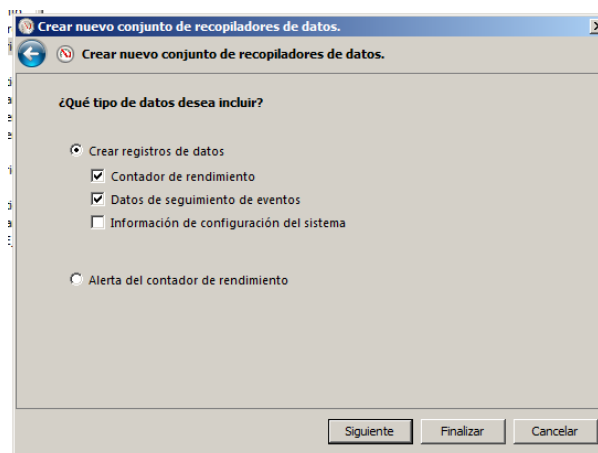 Crear nuevo conjunto de recopiladores de datos.
Crear nuevo conjunto de recopiladores de datos.
¿Qué tipo de datos desea incluir?
Crear registros de datos
Contador de rendimiento
Datos de seguimiento de eventos
Información de configuración del sistema
Alerta del contador de rendimiento
Siguiente Finalizar Cancelar